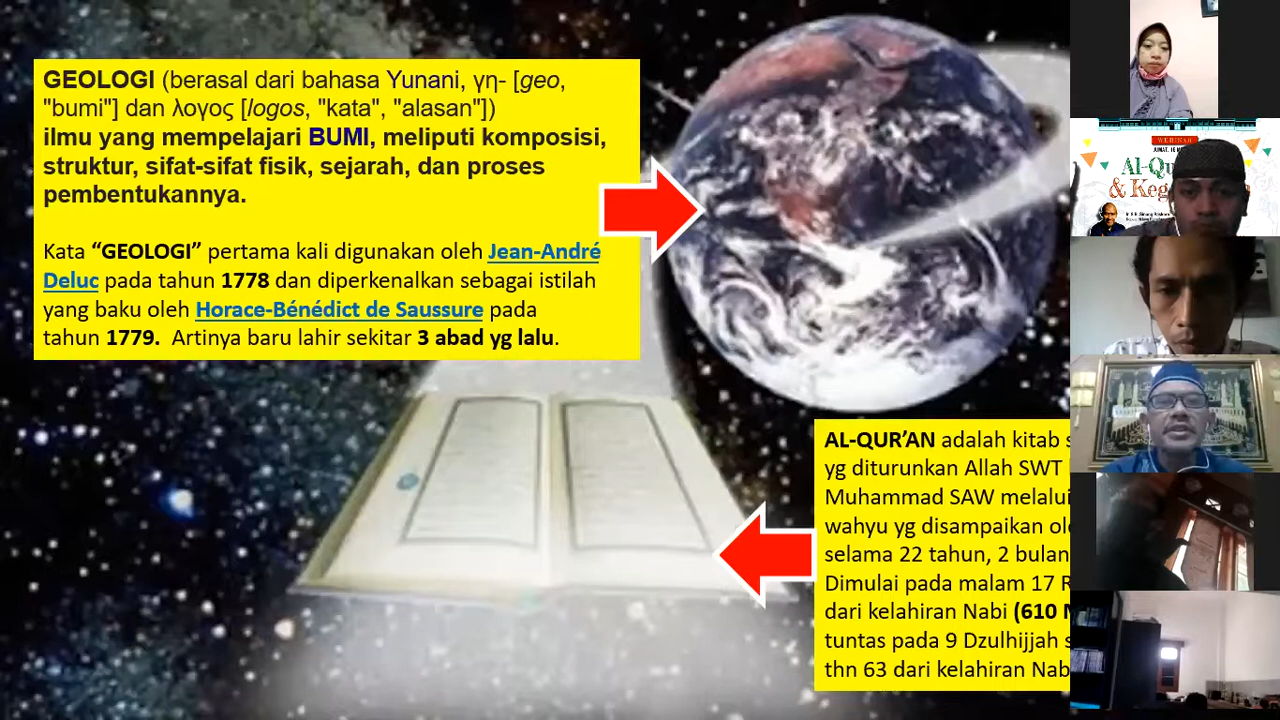 GEOLOGI (berasal dari bahasa Yunani, γη- [geo,
"bumi"] dan λογος [logos, "kata", "alasan"])
ilmu yang mempelajari BUMI, meliputi komposisi,
struktur, sifat-sifat fisik, sejarah, dan proses
pembentukannya.
Kata “GEOLOGI” pertama kali digunakan oleh Jean-André
Deluc pada tahun 1778 dan diperkenalkan sebagai istilah
yang baku oleh Horace-Bénédict de Saussure pada
tahun 1779. Artinya baru lahir sekitar 3 abad yg lalu.
AL-QUR’AN adalah kitab
yg diturunkan Allah SWT
Muhammad SAW melalui
wahyu yg disampaikan
selama 22 tahun, 2 bulan
Dimulai pada malam 17
dari kelahiran Nabi (610
tuntas pada 9 Dzulhijjah
thn 63 dari kelahiran
WEBINAR
&